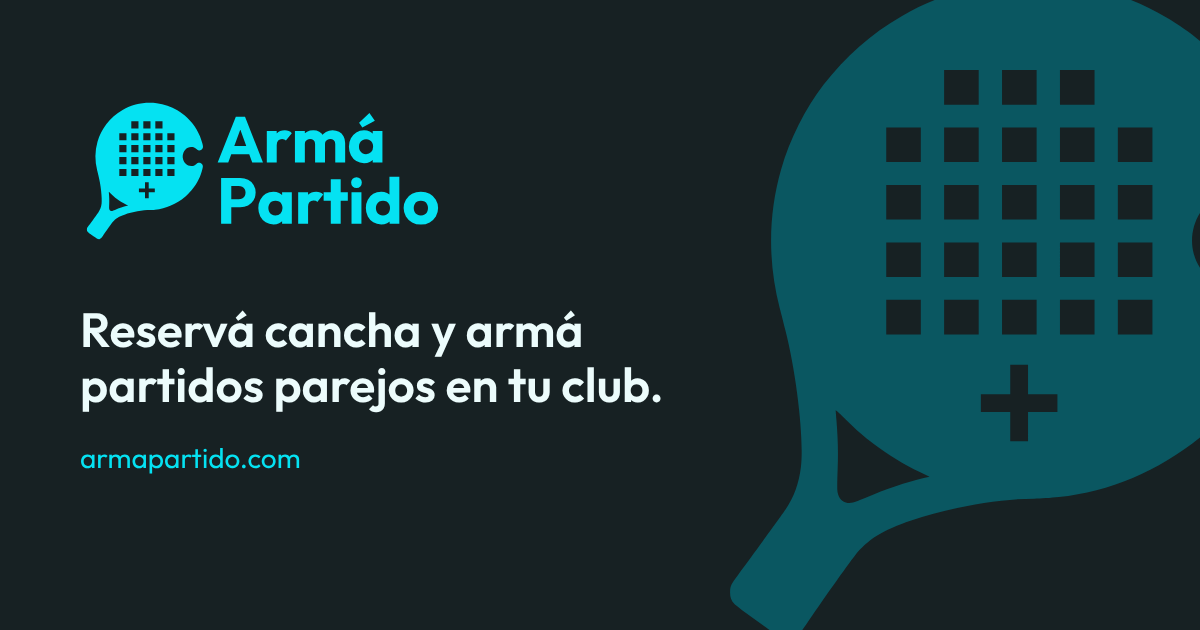 Armá
Partido
Reservá cancha y armá
partidos parejos en tu club.
armapartido.com